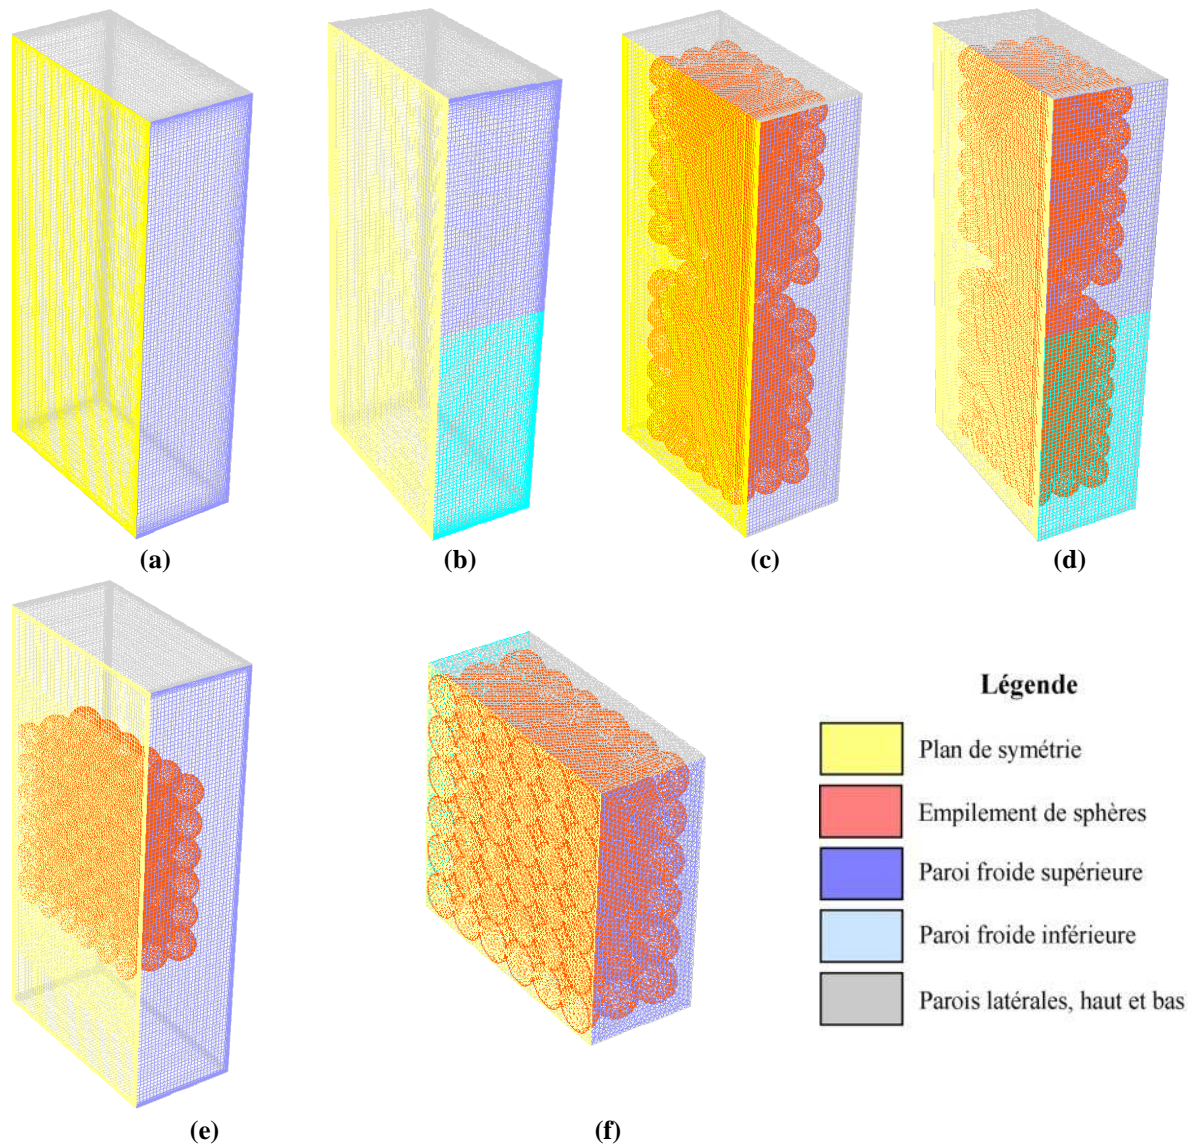 (a)
(b)
(c)
(d)
(e)
(f)
Légende
Plan de symétrie
Empilement de sphères
Paroi froide supérieure
Paroi froide inférieure
Parois latérales, haut et bas